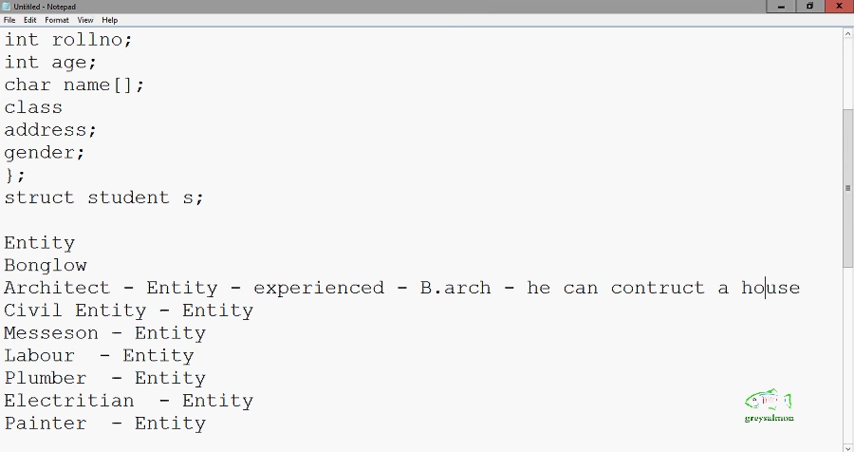 Untitled - Notepad
File Edit Format View Help
int rollno;
int age;
char name[];
class
address;
gender;
};
struct student s;
Entity
Bonglow
Architect - Entity - experienced - B.arch - he can contruct a house
Civil Entity - Entity
Messeson - Entity
Labour  - Entity
Plumber  - Entity
Electritian  - Entity
Painter  - Entity
greysalmon